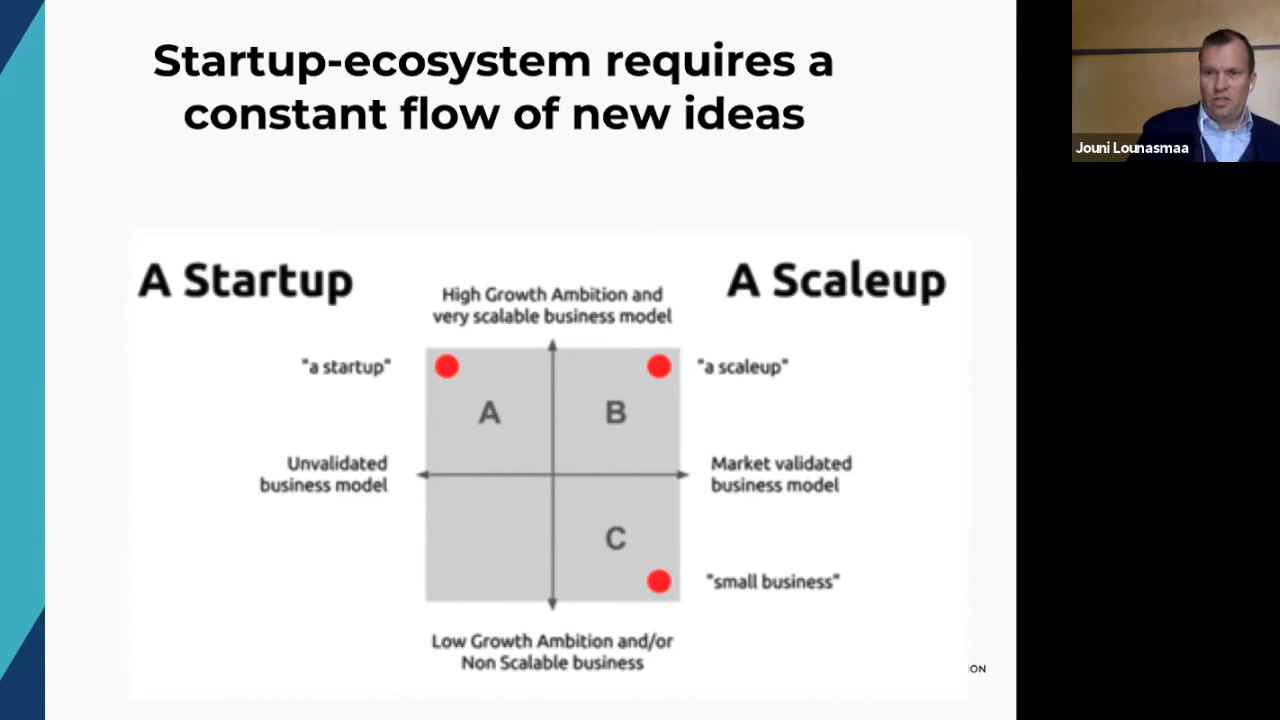 Startup-ecosystem requires a
constant flow of new ideas
Jouni Lounasmaa
A Startup
A Scaleup
High Growth Ambition and
very scalable business model
"a startup"
"a scaleup"
A
B
Unvalidated
business model
Market validated
business model
C
"small business"
Low Growth Ambition and/or
Non Scalable business
ION